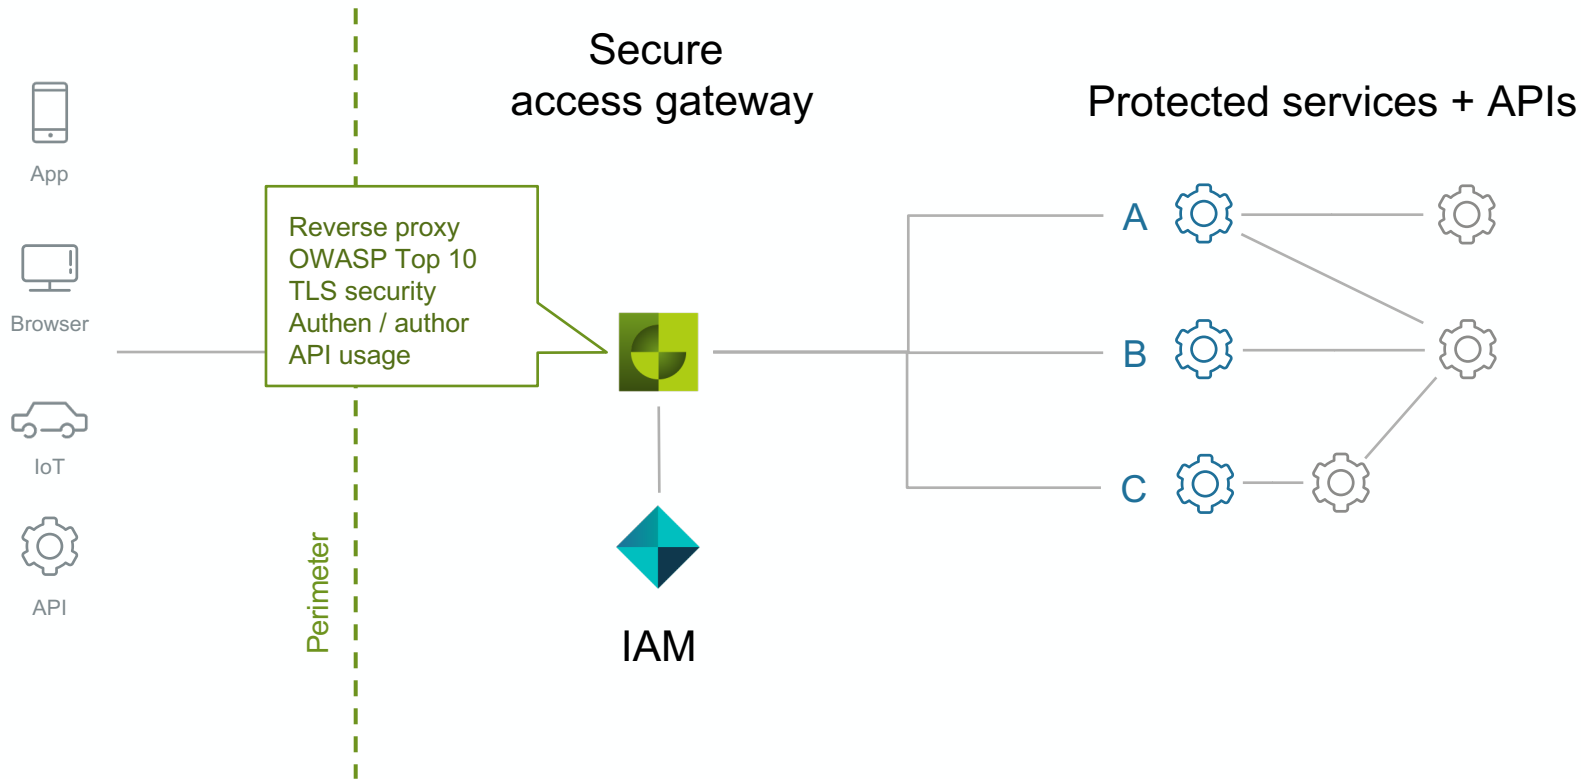 Secure
access gateway
Protected services + APIs
App
Browser
IoT
API
Reverse proxy
OWASP Top 10
TLS security
Authen / author
API usage
Perimeter
IAM
A
B
C